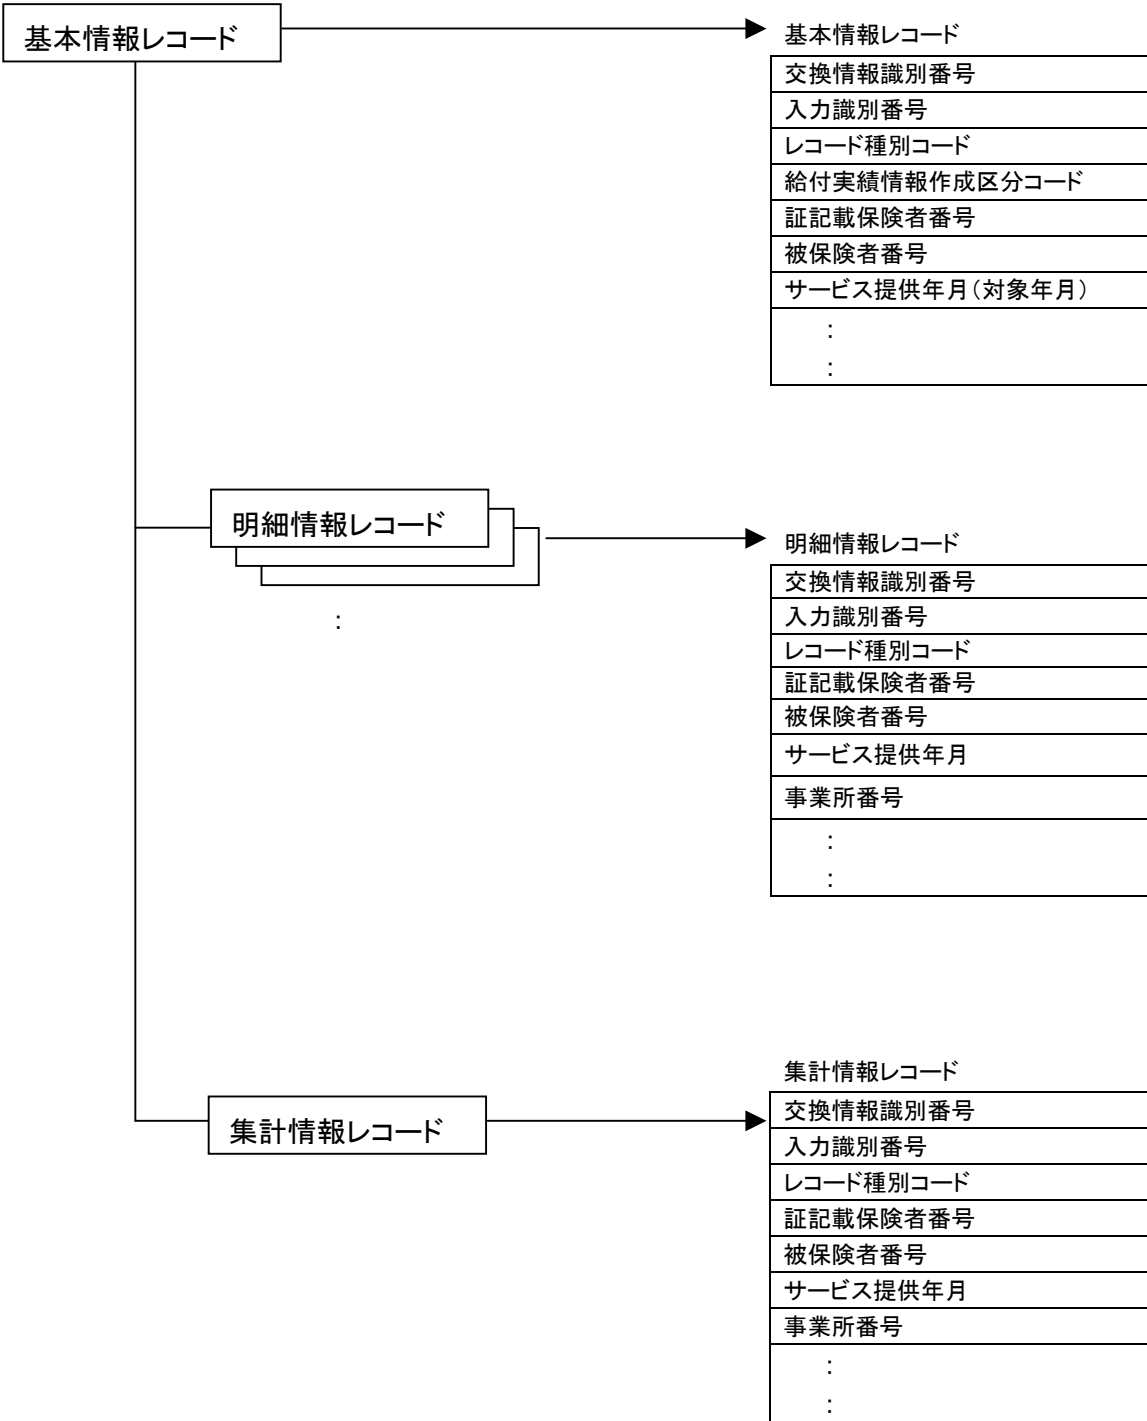 基本情報レコード
基本情報レコード
交換情報識別番号
入力識別番号
レコード種別コード
給付実績情報作成区分コード
証記載保険者番号
被保険者番号
サービス提供年月（対象年月）
：
：
明細情報レコード
：
明細情報レコード
交換情報識別番号
入力識別番号
レコード種別コード
証記載保険者番号
被保険者番号
サービス提供年月
事業所番号
：
：
集計情報レコード
集計情報レコード
交換情報識別番号
入力識別番号
レコード種別コード
証記載保険者番号
被保険者番号
サービス提供年月
事業所番号
：
：